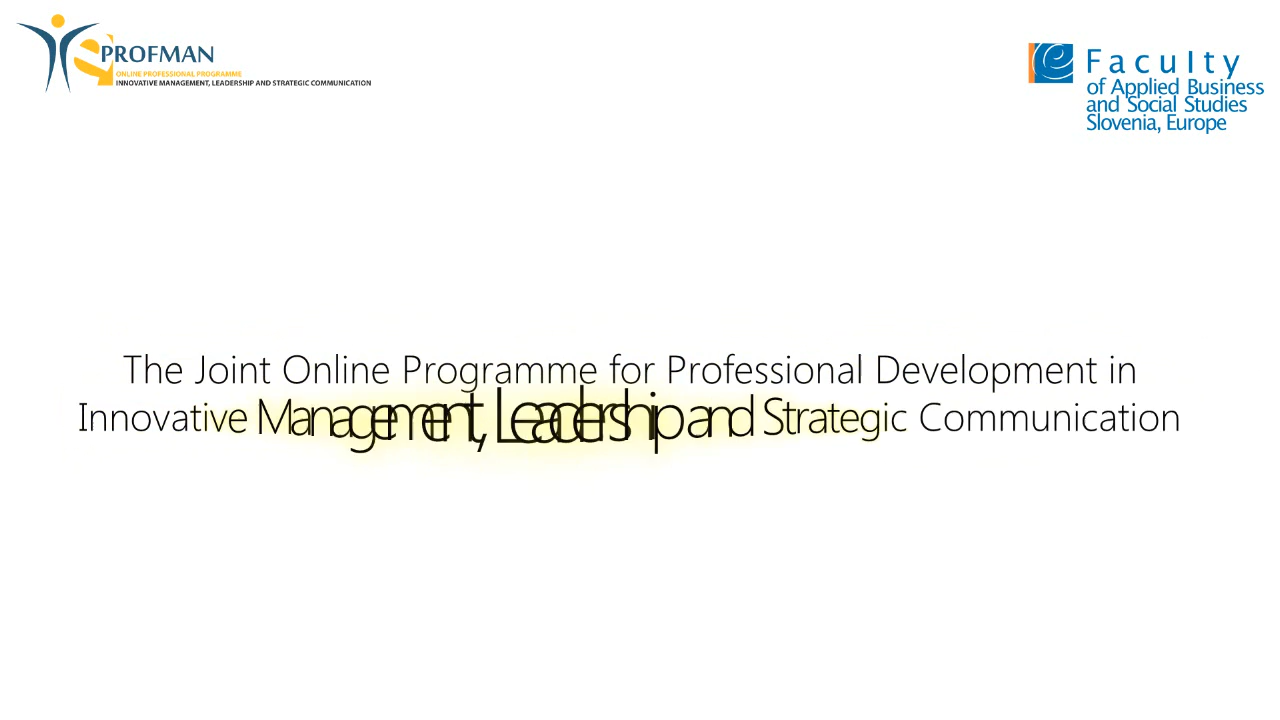 PROFMAN
ONLINE PROFESSIONAL PROGRAMME
INNOVATIVE MANAGEMENT, LEADERSHIP AND STRATEGIC COMMUNICATION
Faculty
of Applied Business
and Social Studies
Slovenia, Europe
The Joint Online Programme for Professional Development in
Innovative Management, Leadership and Strategic Communication